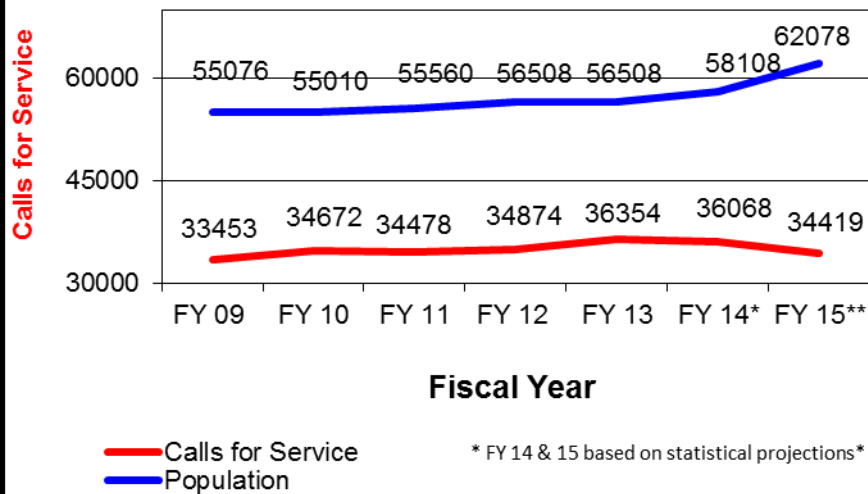 Calls for Service
62078
55076 55010 55560 56508 56508 58108
60000
45000
33453 34672 34478 34874 36354 36068 34419
30000
FY 09 FY 10 FY 11 FY 12 FY 13 FY 14* FY 15**
Fiscal Year
Calls for Service
Population
* FY 14 & 15 based on statistical projections*